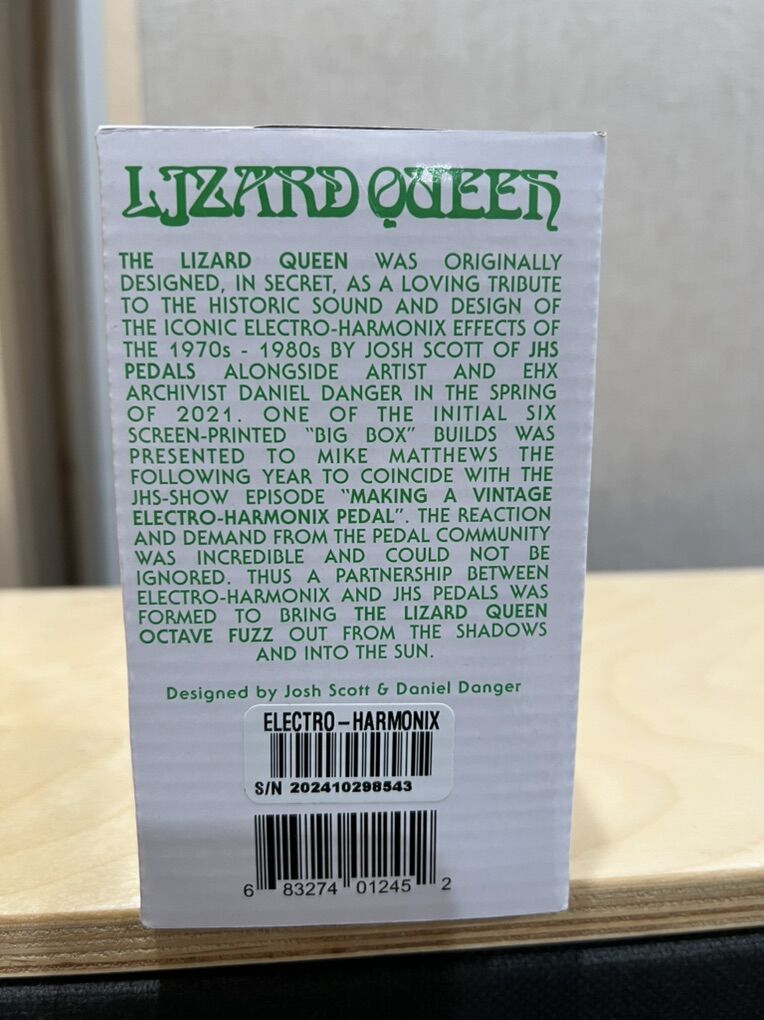 LIZARD QUEEN
THE LIZARD QUEEN WAS ORIGINALLY
DESIGNED, IN SECRET, AS A LOVING TRIBUTE
TO THE HISTORIC SOUND AND DESIGN OF
THE ICONIC ELECTRO-HARMONIX EFFECTS OF
THE 1970s - 1980s BY JOSH SCOTT OF JHS
PEDALS ALONGSIDE ARTIST AND EHX
ARCHIVIST DANIEL DANGER IN THE SPRING
OF 2021. ONE OF THE INITIAL SIX
SCREEN-PRINTED “BIG BOX” BUILDS WAS
PRESENTED TO MIKE MATTHEWS THE
FOLLOWING YEAR TO COINCIDE WITH THE
JHS-SHOW EPISODE “MAKING A VINTAGE
ELECTRO-HARMONIX PEDAL”. THE REACTION
AND DEMAND FROM THE PEDAL COMMUNITY
WAS INCREDIBLE AND COULD NOT BE
IGNORED. THUS A PARTNERSHIP BETWEEN
ELECTRO-HARMONIX AND JHS PEDALS WAS
FORMED TO BRING THE LIZARD QUEEN
OCTAVE FUZZ OUT FROM THE SHADOWS
AND INTO THE SUN.
Designed by Josh Scott & Daniel Danger
ELECTRO-HARMONIX
S/N 202410298543
6 83274 01245 2